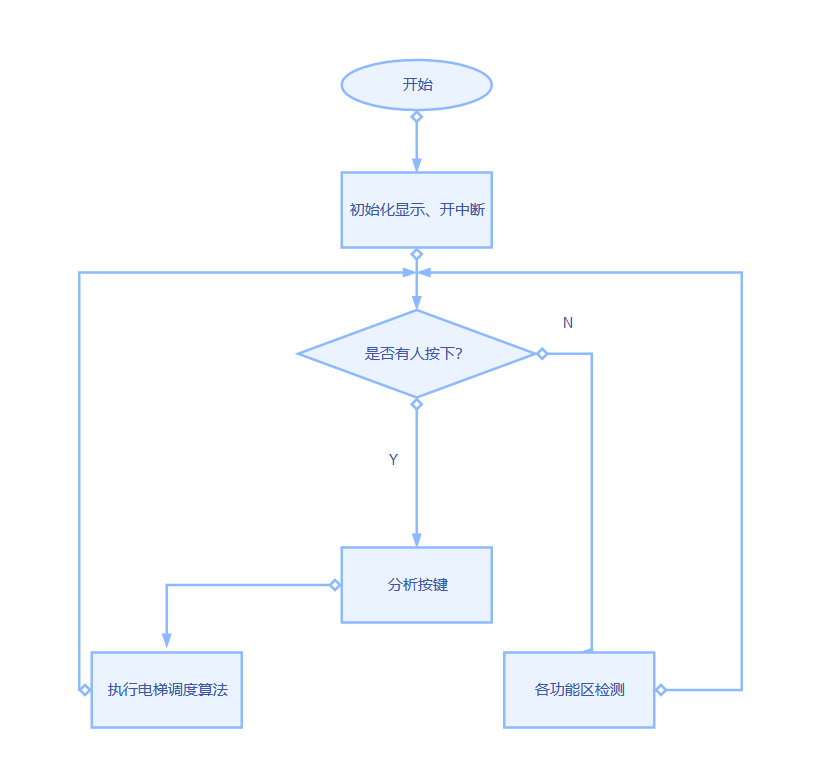 开始
初始化显示、开中断
N
是否有人按下?
Y
分析按键
执行电梯调度算法
各功能区检测